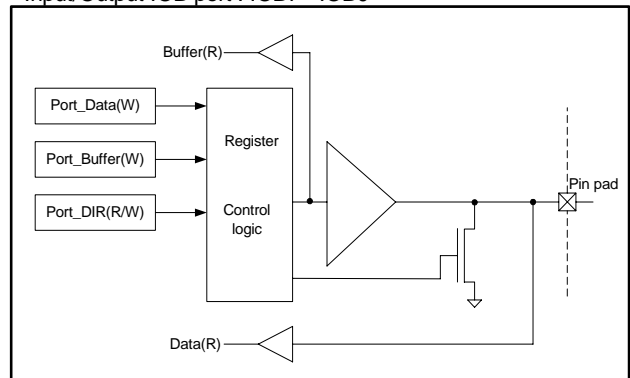 Buffer(R)
Port_Data(W)
Port_Buffer(W)
Port_DIR(R/W)
Register
Control
logic
Pin pad
Data(R)